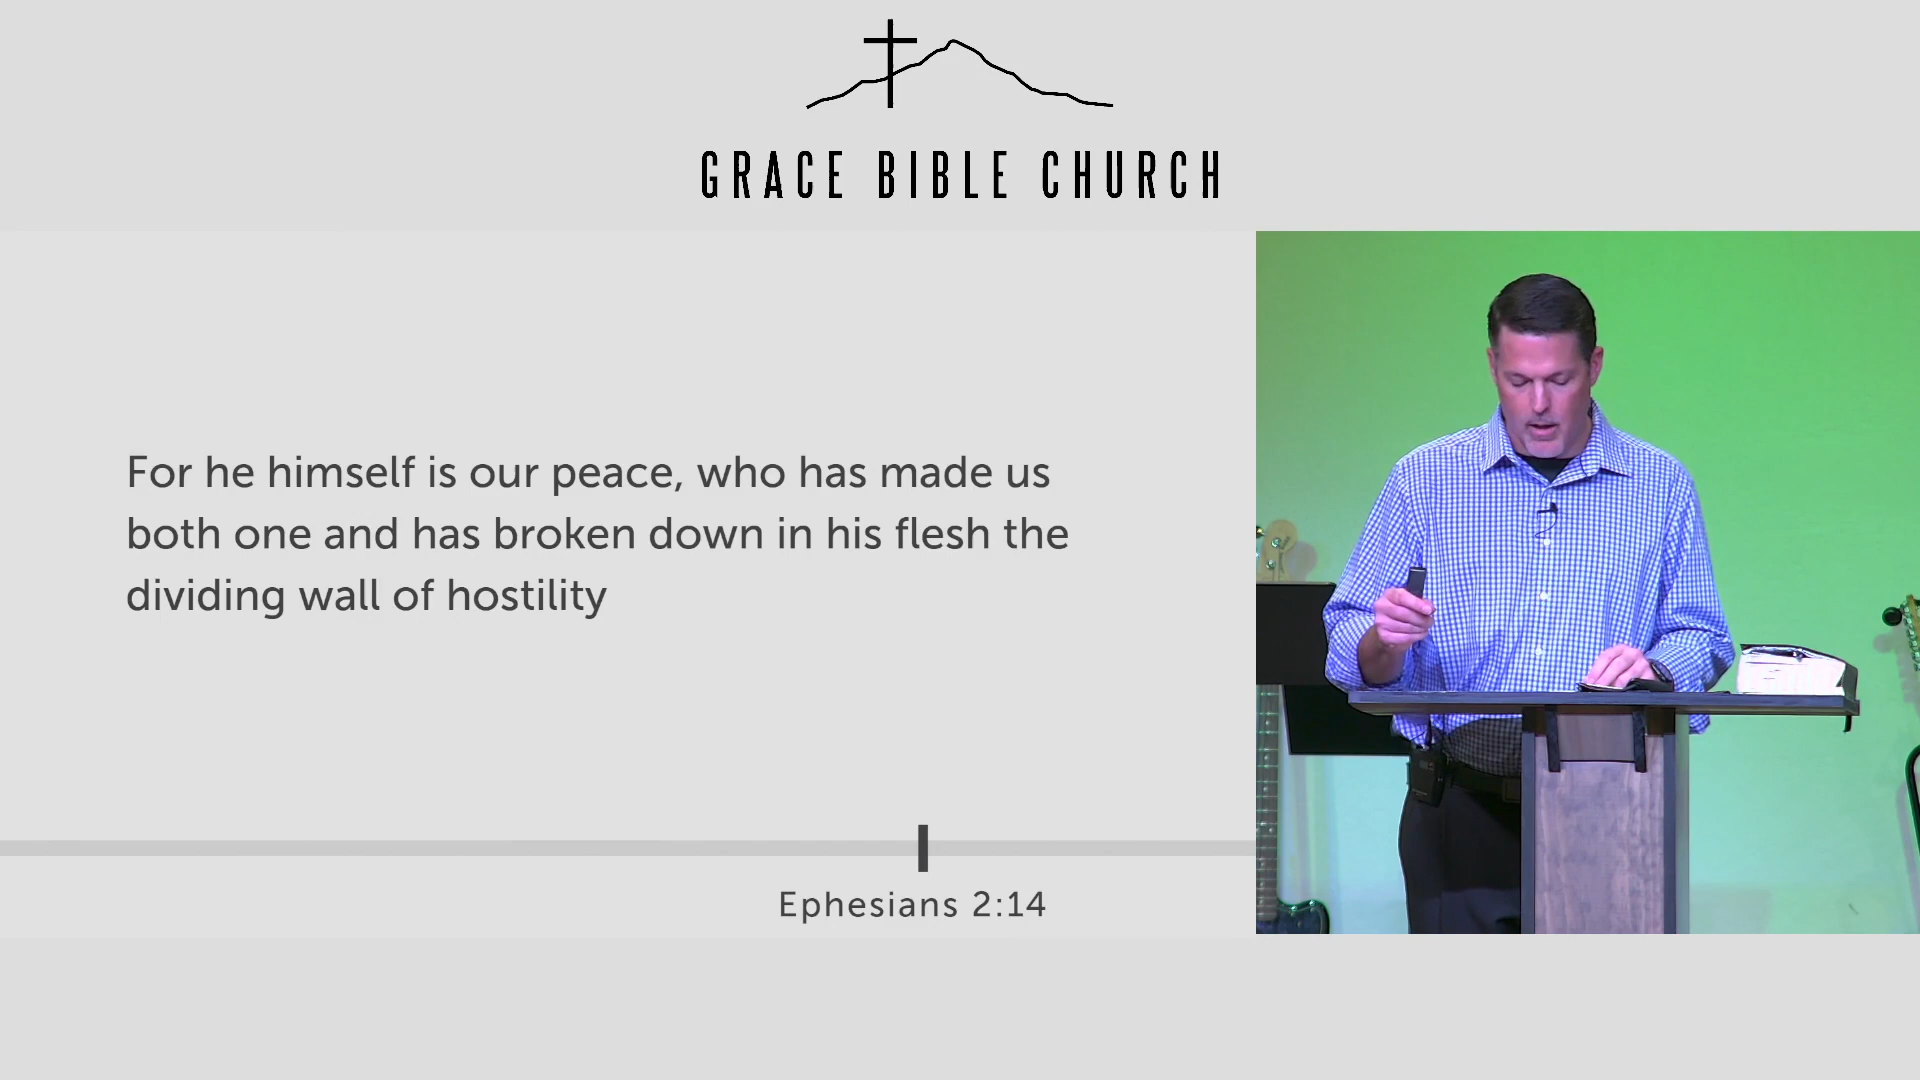 GRACE BIBLE CHURCH
For he himself is our peace, who has made us
both one and has broken down in his flesh the
dividing wall of hostility
Ephesians 2:14